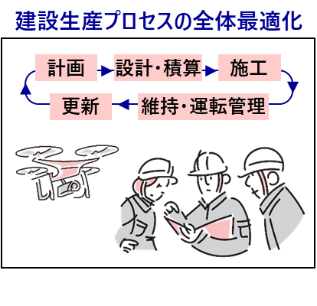 建設生産プロセスの全体最適化
計画 設計・積算 施工
更新 維持・運転管理